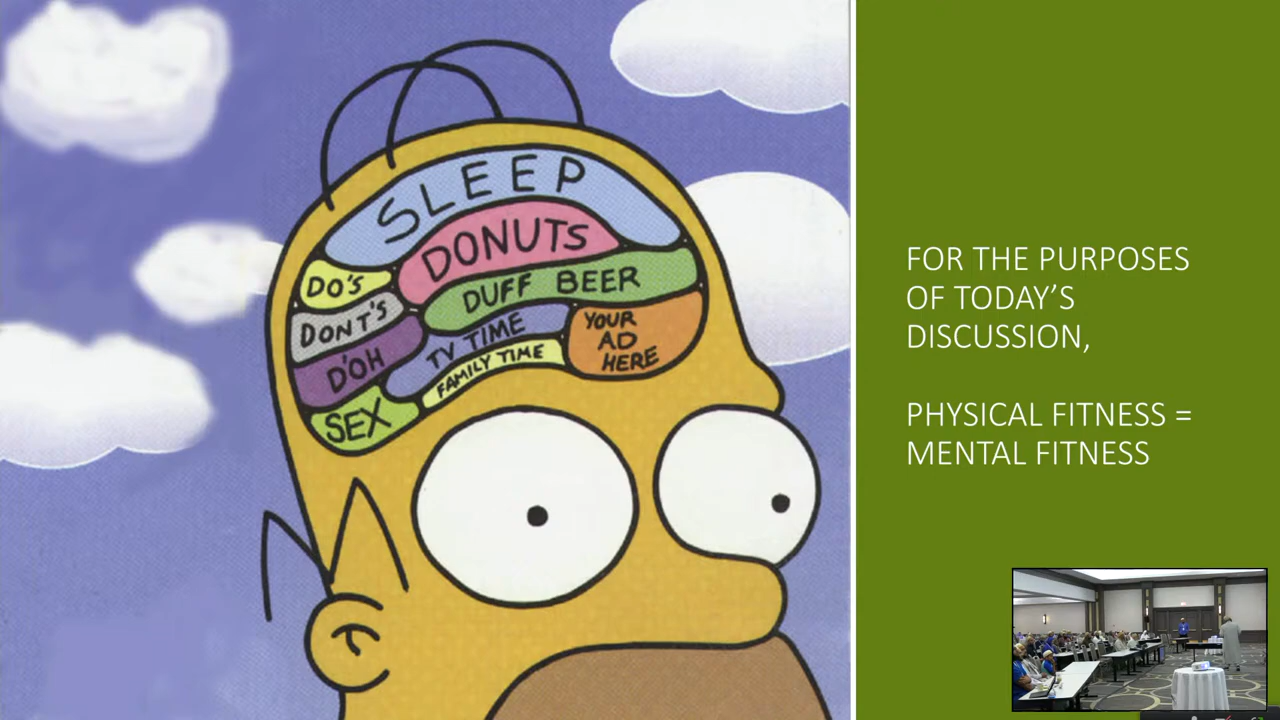 SLEEP
DONUTS
DO'S
DUFF BEER
DONT'S
TV TIME
YOUR
AD
HERE
D'OH
FAMILY TIME
SEX
FOR THE PURPOSES
OF TODAY'S
DISCUSSION,
PHYSICAL FITNESS =
MENTAL FITNESS